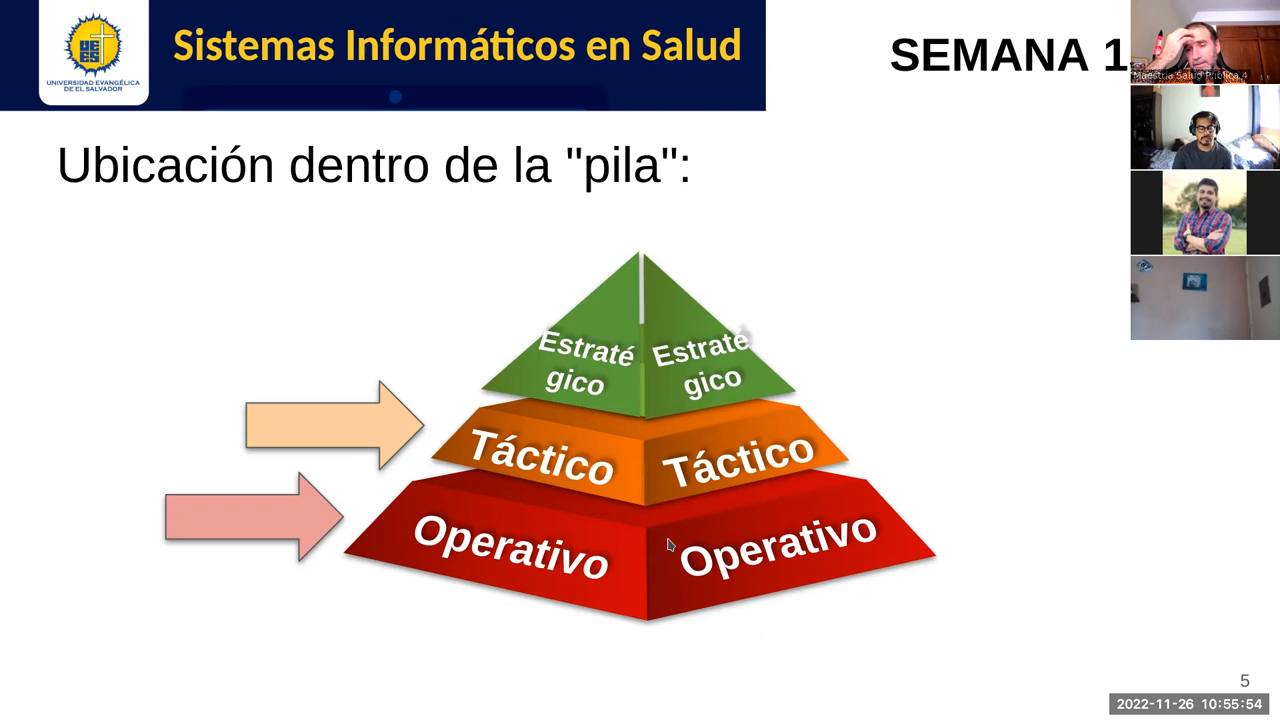 Sistemas Informáticos en Salud
UNIVERSIDAD EVANGÉLICA
DE EL SALVADOR
SEMANA 1
Maestría Salud Pública 4
Ubicación dentro de la "pila":
Estraté
gico
Estraté
gico
Táctico
Táctico
Operativo
Operativo
5
2022-11-26 10:55:54